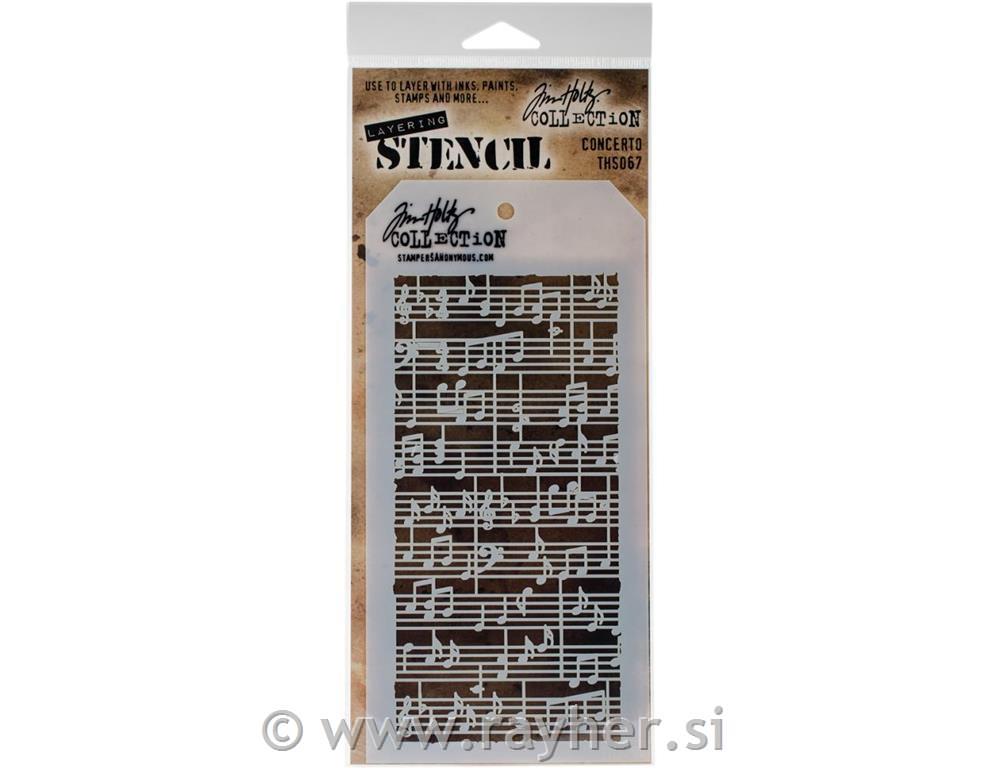 USE TO LAYER WITH INKS, PAINTS,
STAMPS AND MORE...
LAYERING
STENCIL
Tim Holtz.
COLLECTION
CONCERTO
THS067
Tim Holtz
COLLECTION
STAMPERSANONYMOUS.COM
© www.rayher.si